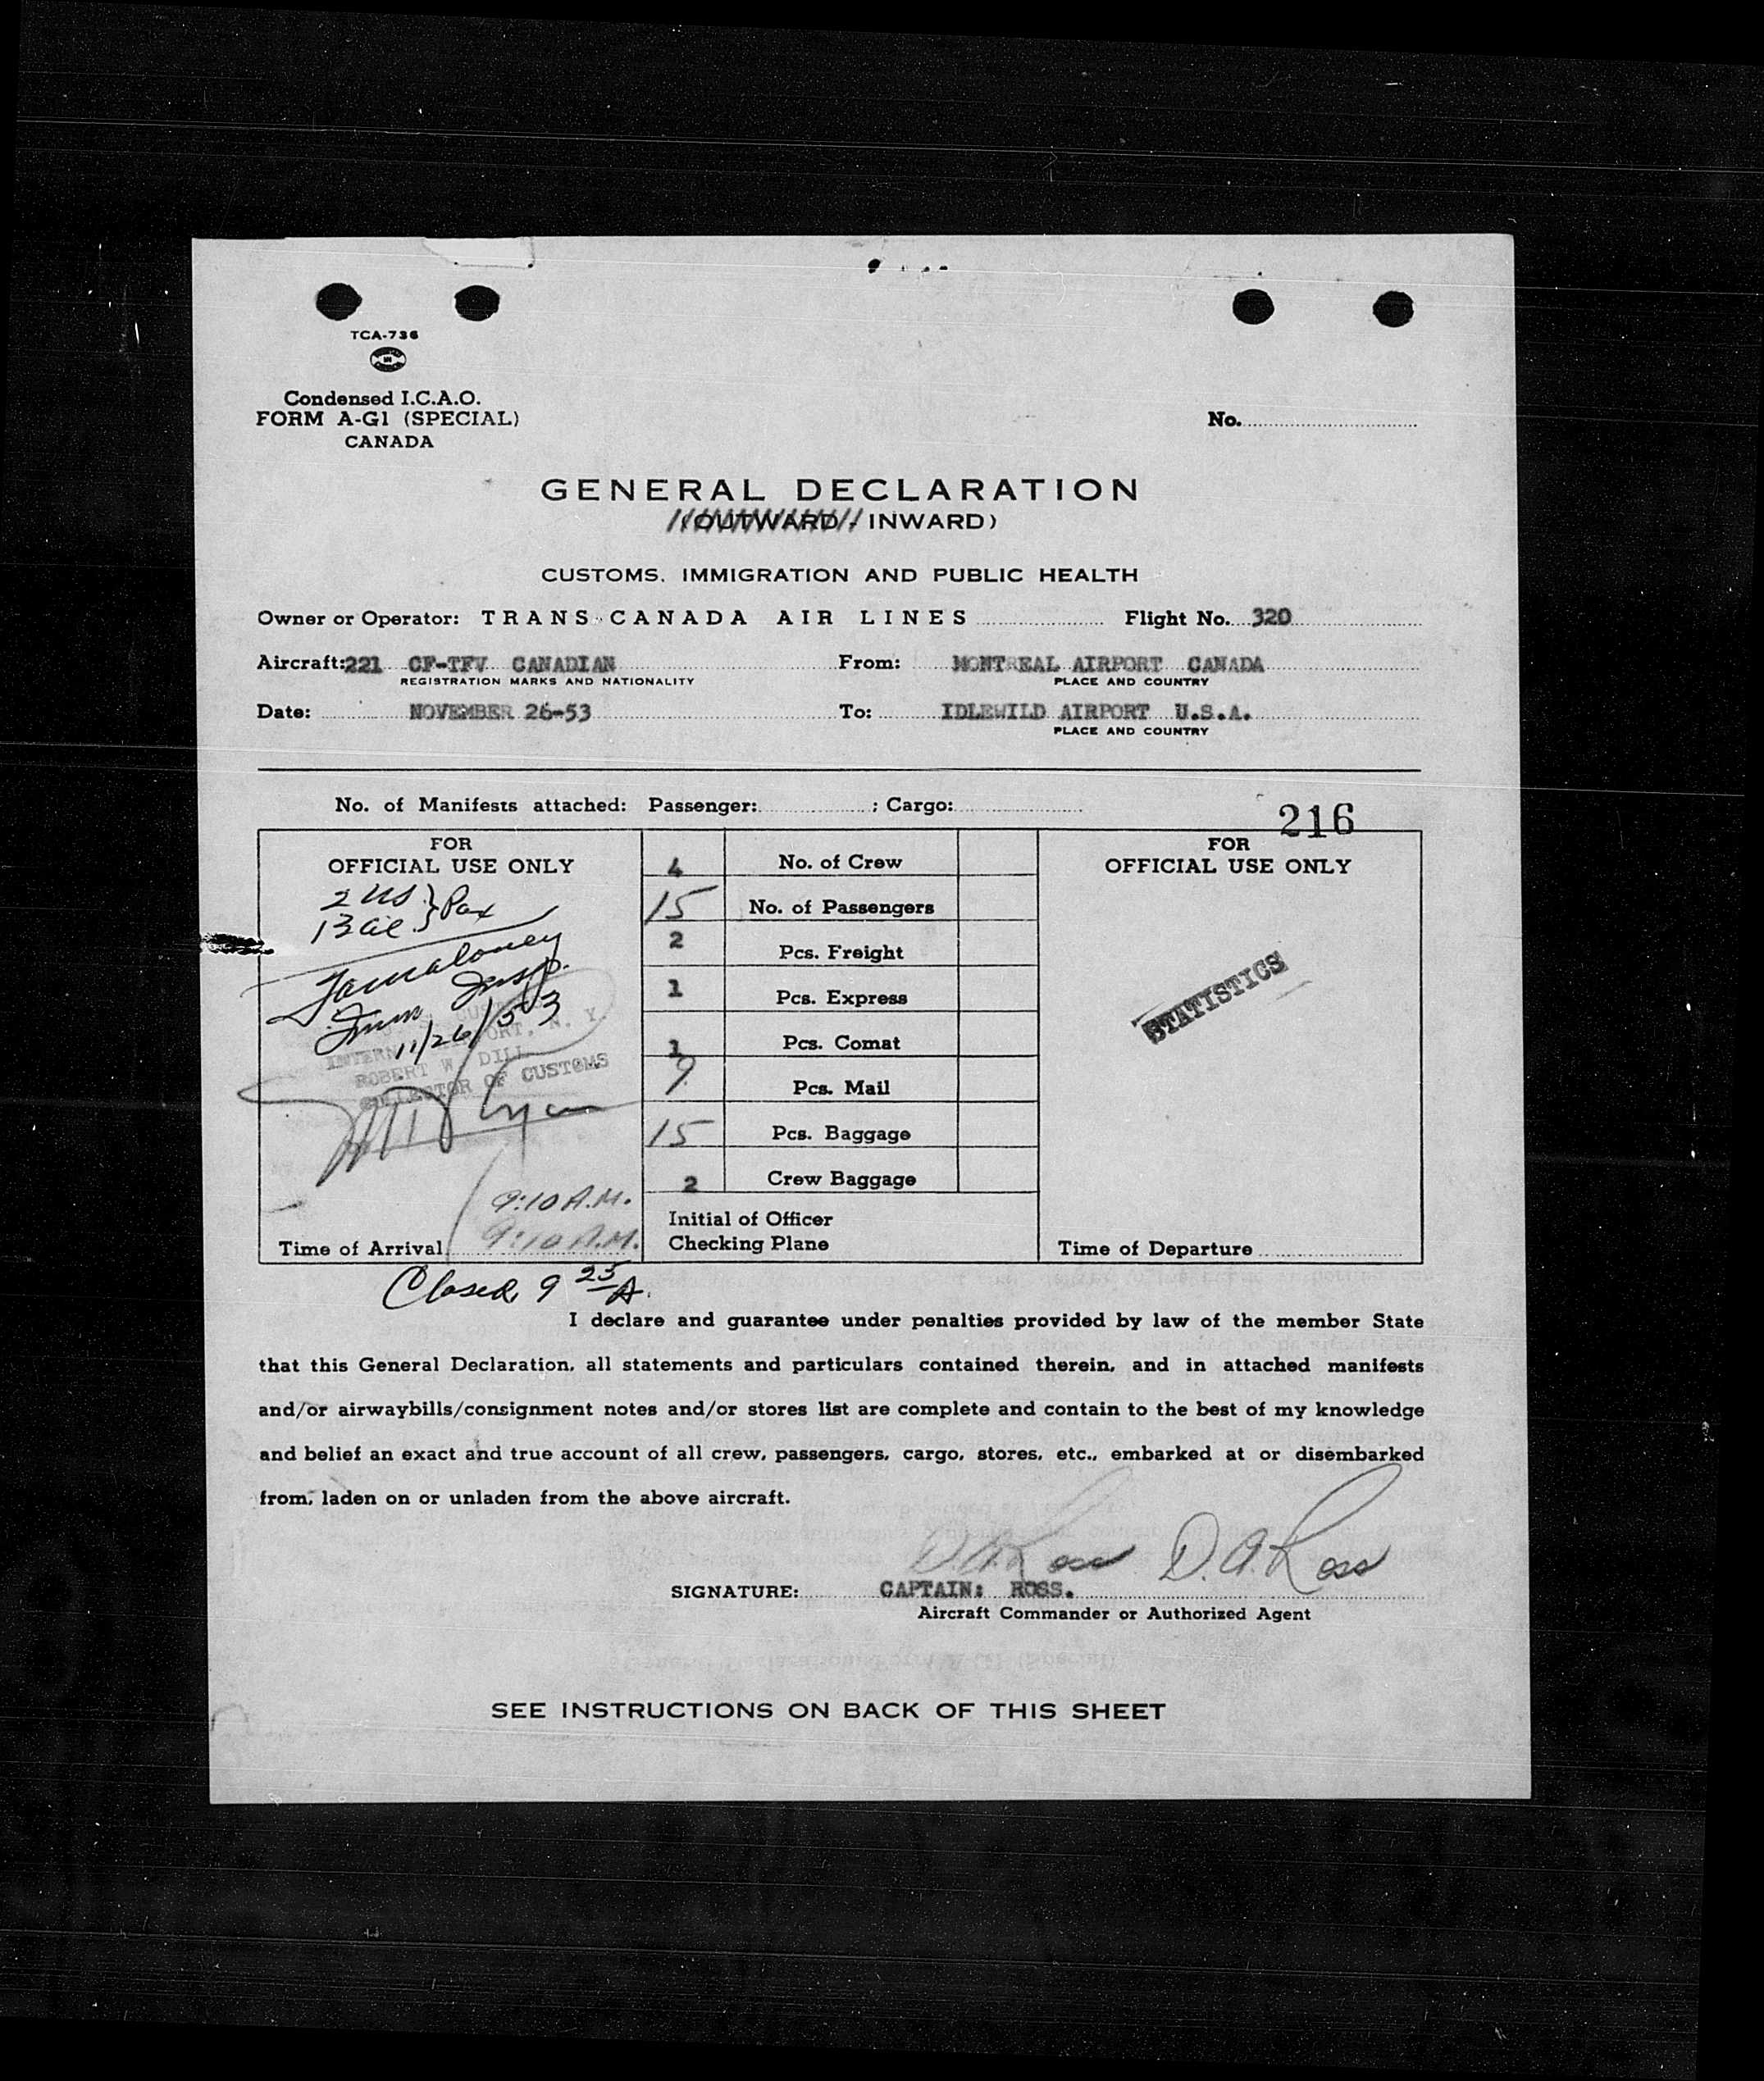 TCA-736
Condensed I.C.A.O.
FORM A-G1 (SPECIAL)
CANADA
No.
GENERAL DECLARATION
(OUTWARD - INWARD)
CUSTOMS, IMMIGRATION AND PUBLIC HEALTH
Owner or Operator: TRANS-CANADA AIR LINES Flight No. 320
Aircraft: 221 CF-TFV CANADIAN From: MONTREAL AIRPORT CANADA
REGISTRATION MARKS AND NATIONALITY PLACE AND COUNTRY
Date: NOVEMBER 26-53 To: IDLEWILD AIRPORT U.S.A.
PLACE AND COUNTRY
No. of Manifests attached: Passenger: ; Cargo:
216
FOR
OFFICIAL USE ONLY
2 US } Pax
13 ail }
Imm Insp.
11/26/53
ROBERT W. DILL
COLLECTOR OF CUSTOMS
9:10 A.M.
Time of Arrival 9:10 A.M.
4 No. of Crew
15 No. of Passengers
2 Pcs. Freight
1 Pcs. Express
1 Pcs. Comat
9 Pcs. Mail
15 Pcs. Baggage
2 Crew Baggage
Initial of Officer
Checking Plane
FOR
OFFICIAL USE ONLY
STATISTICS
Time of Departure
Closed 9 25 A.
I declare and guarantee under penalties provided by law of the member State
that this General Declaration, all statements and particulars contained therein, and in attached manifests
and/or airwaybills/consignment notes and/or stores list are complete and contain to the best of my knowledge
and belief an exact and true account of all crew, passengers, cargo, stores, etc., embarked at or disembarked
from, laden on or unladen from the above aircraft.
D.A. Ross D.A. Ross
SIGNATURE: CAPTAIN: ROSS.
Aircraft Commander or Authorized Agent
SEE INSTRUCTIONS ON BACK OF THIS SHEET